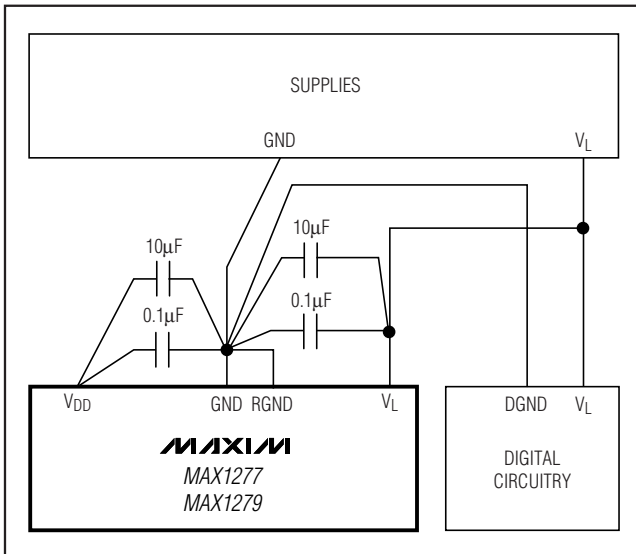 SUPPLIES
GND
VL
10µF
10µF
0.1µF
0.1µF
VDD
GND
RGND
VL
DGND
VL
MAXIM
MAX1277
MAX1279
DIGITAL
CIRCUITRY